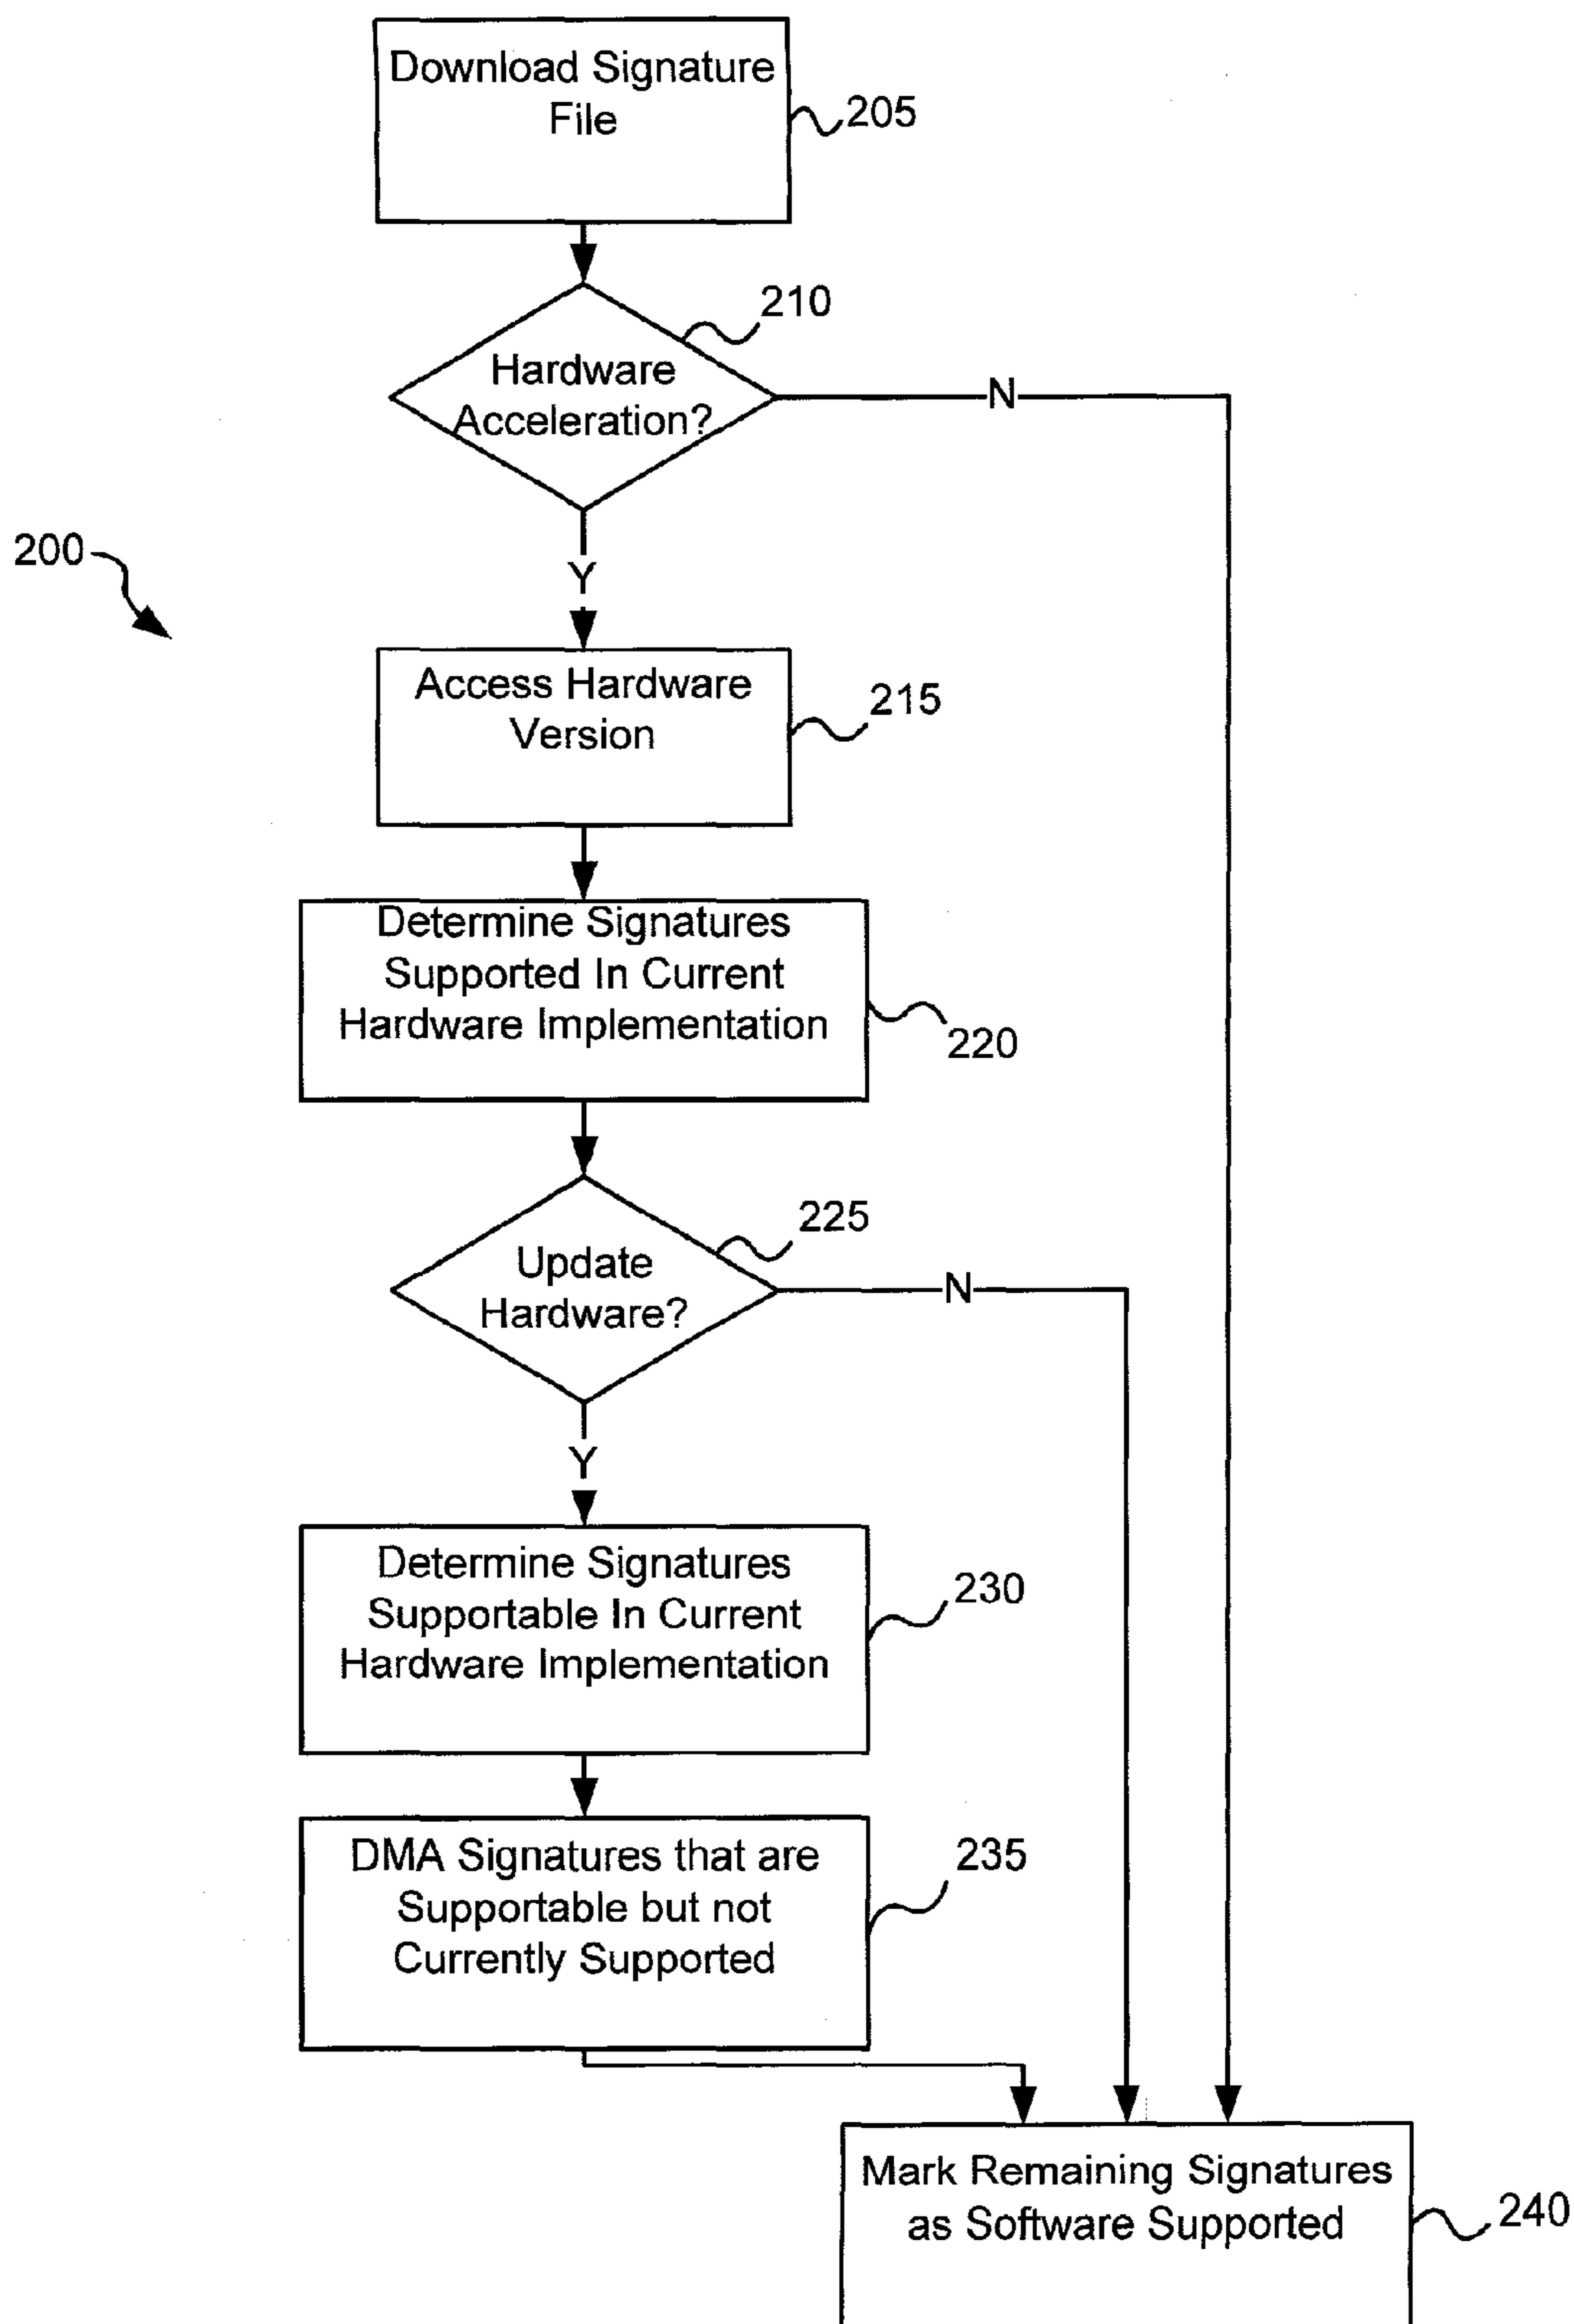 Download Signature
File
205
210
Hardware
Acceleration?
N
Y
200
Access Hardware
Version
215
Determine Signatures
Supported In Current
Hardware Implementation
220
225
Update
Hardware?
N
Y
Determine Signatures
Supportable In Current
Hardware Implementation
230
DMA Signatures that are
Supportable but not
Currently Supported
235
Mark Remaining Signatures
as Software Supported
240